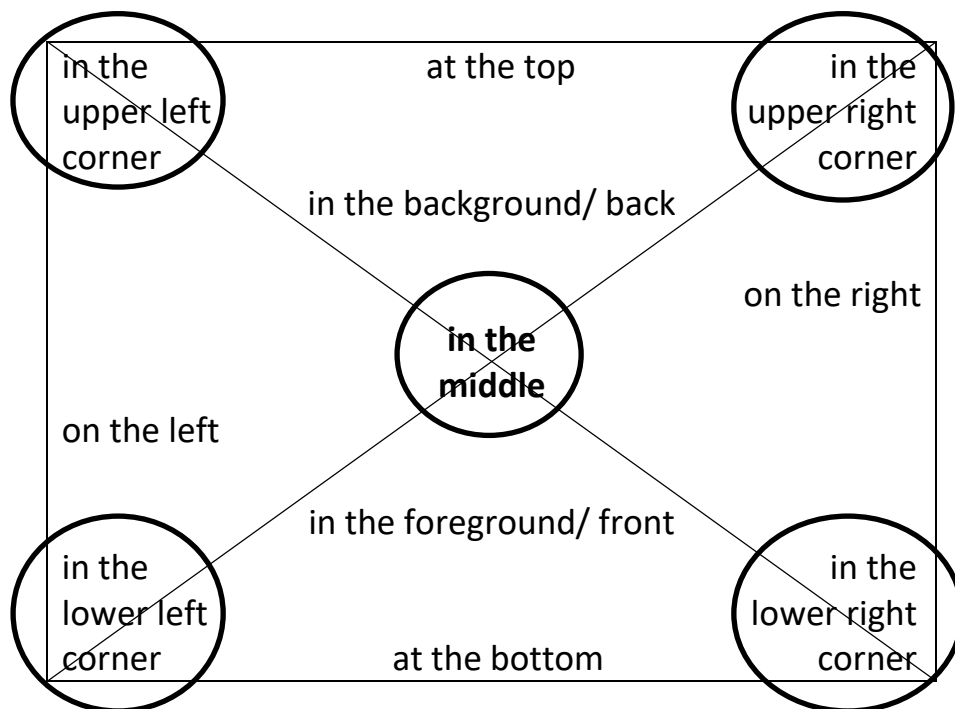 in the
upper left
corner
at the top
in the
upper right
corner
in the background/ back
on the right
in the
middle
on the left
in the foreground/ front
in the
lower left
corner
at the bottom
in the
lower right
corner